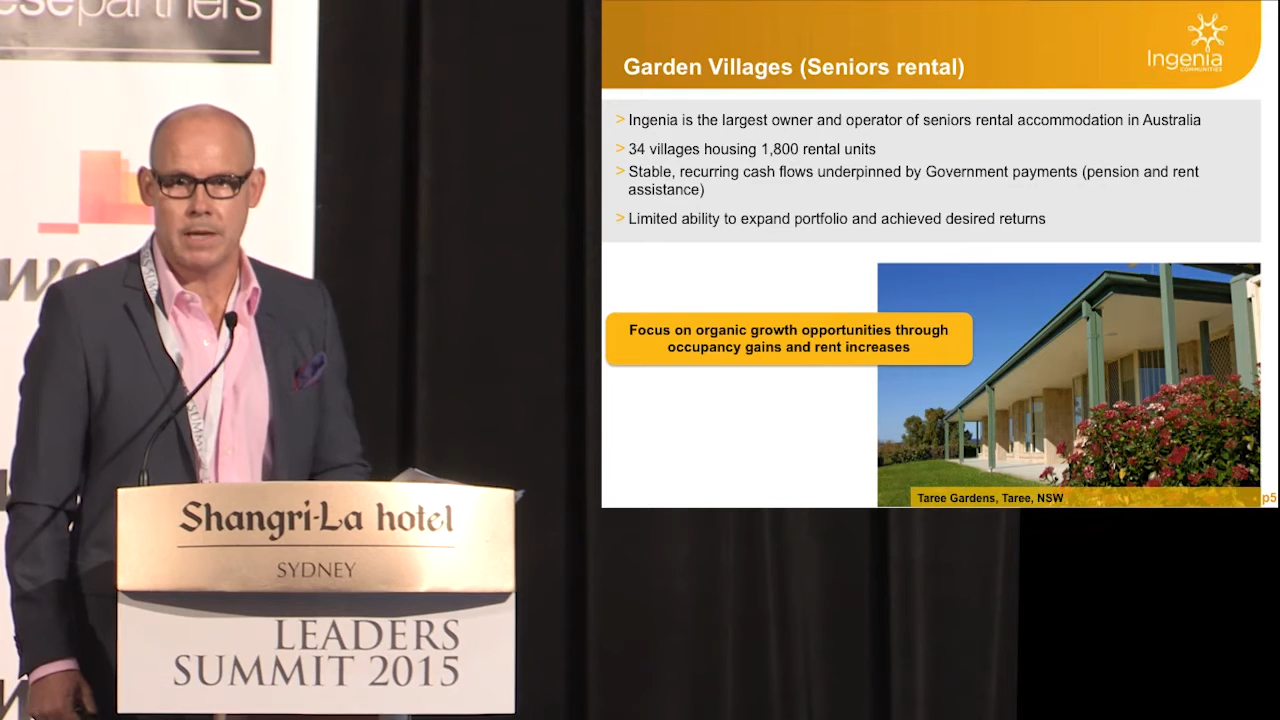 partners
Garden Villages (Seniors rental)
Ingenia
COMMUNITIES
> Ingenia is the largest owner and operator of seniors rental accommodation in Australia
> 34 villages housing 1,800 rental units
> Stable, recurring cash flows underpinned by Government payments (pension and rent
assistance)
> Limited ability to expand portfolio and achieved desired returns
Focus on organic growth opportunities through
occupancy gains and rent increases
Taree Gardens, Taree, NSW
p5
Shangri-La hotel
SYDNEY
LEADERS
SUMMIT 2015